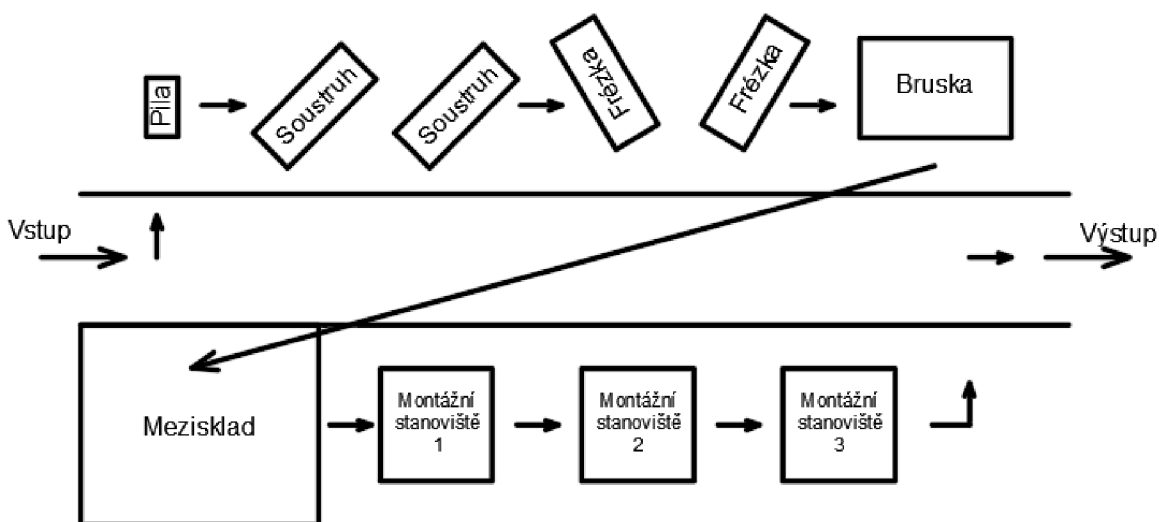 Pila
Soustruh
Soustruh
Frézka
Frézka
Bruska
Vstup
Výstup
Mezisklad
Montážní
stanoviště
1
Montážní
stanoviště
2
Montážní
stanoviště
3